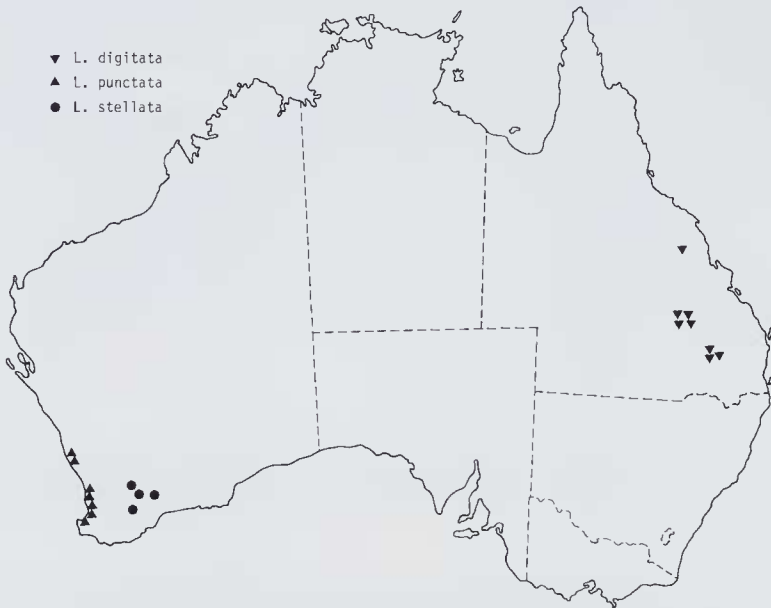 ▼ L. digitata
▲ L. punctata
● L. stellata